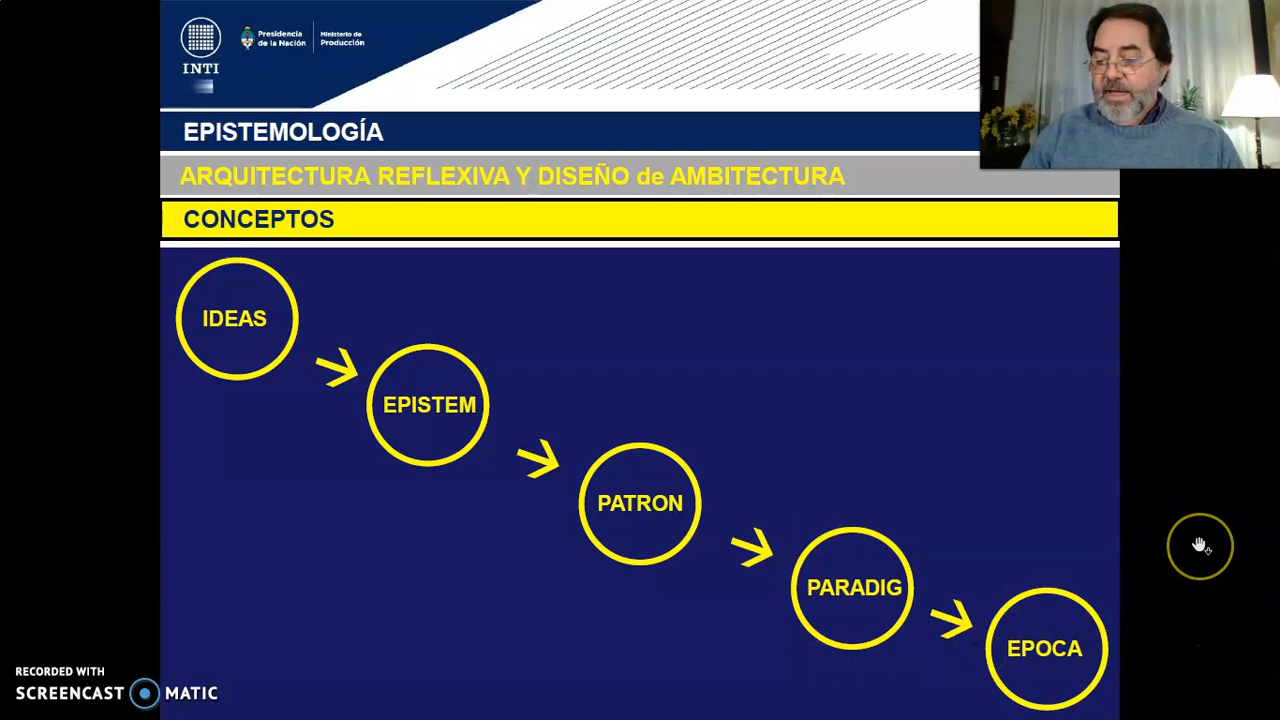 INTI
Presidencia
de la Nación
Ministerio de
Producción
EPISTEMOLOGÍA
ARQUITECTURA REFLEXIVA Y DISEÑO de AMBITECTURA
CONCEPTOS
IDEAS
EPISTEM
PATRON
PARADIG
EPOCA
RECORDED WITH
SCREENCAST MATIC